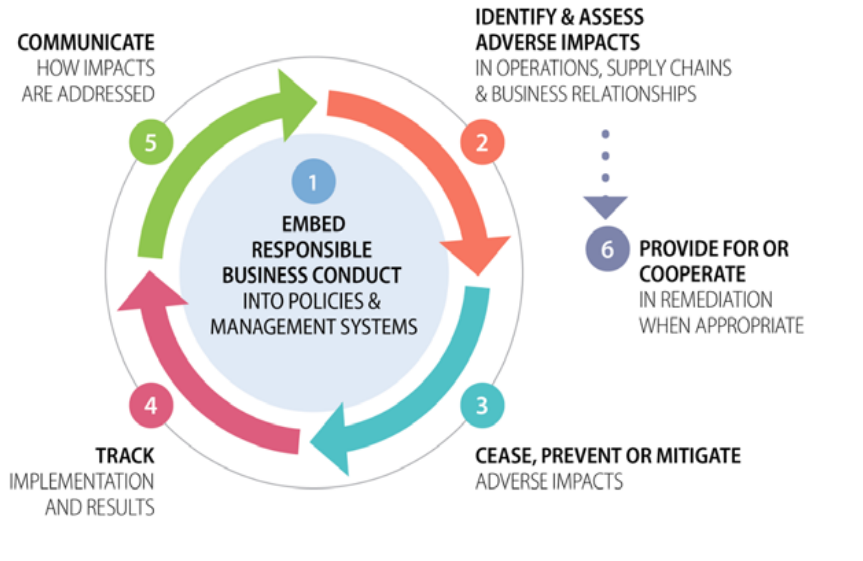 1
EMBED
RESPONSIBLE
BUSINESS CONDUCT
INTO POLICIES &
MANAGEMENT SYSTEMS
2
IDENTIFY & ASSESS
ADVERSE IMPACTS
IN OPERATIONS, SUPPLY CHAINS
& BUSINESS RELATIONSHIPS
3
CEASE, PREVENT OR MITIGATE
ADVERSE IMPACTS
4
TRACK
IMPLEMENTATION
AND RESULTS
5
COMMUNICATE
HOW IMPACTS
ARE ADDRESSED
6
PROVIDE FOR OR
COOPERATE
IN REMEDIATION
WHEN APPROPRIATE